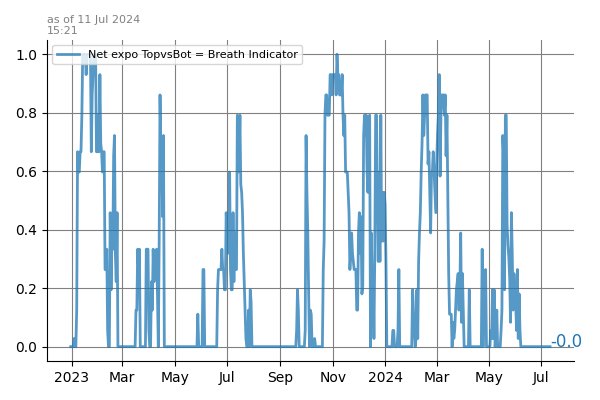 as of 11 Jul 2024
15:21
Net expo TopvsBot = Breath Indicator
1.0
0.8
0.6
0.4
0.2
0.0
-0.0
2023 Mar May Jul Sep Nov 2024 Mar May Jul